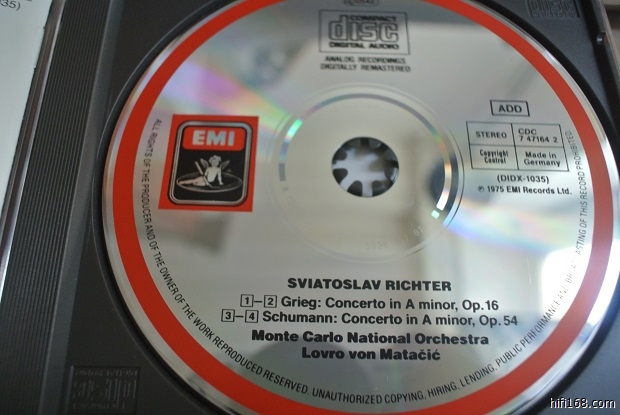 COMPACT
disc
DIGITAL AUDIO
ANALOG RECORDINGS
DIGITALLY REMASTERED
ADD
STEREO
CDC
7 47164 2
Copyright
Control
Made in
Germany
(DIDX-1035)
℗ 1975 EMI Records Ltd.
EMI
SVIATOSLAV RICHTER
1–2 Grieg: Concerto in A minor, Op.16
3–4 Schumann: Concerto in A minor, Op. 54
Monte Carlo National Orchestra
Lovro von Matačić
ALL RIGHTS OF THE PRODUCER AND OF THE OWNER OF THE WORK REPRODUCED RESERVED. UNAUTHORIZED COPYING, HIRING, LENDING, PUBLIC PERFORMANCE AND BROADCASTING OF THIS RECORD PROHIBITED.
hifi168.com